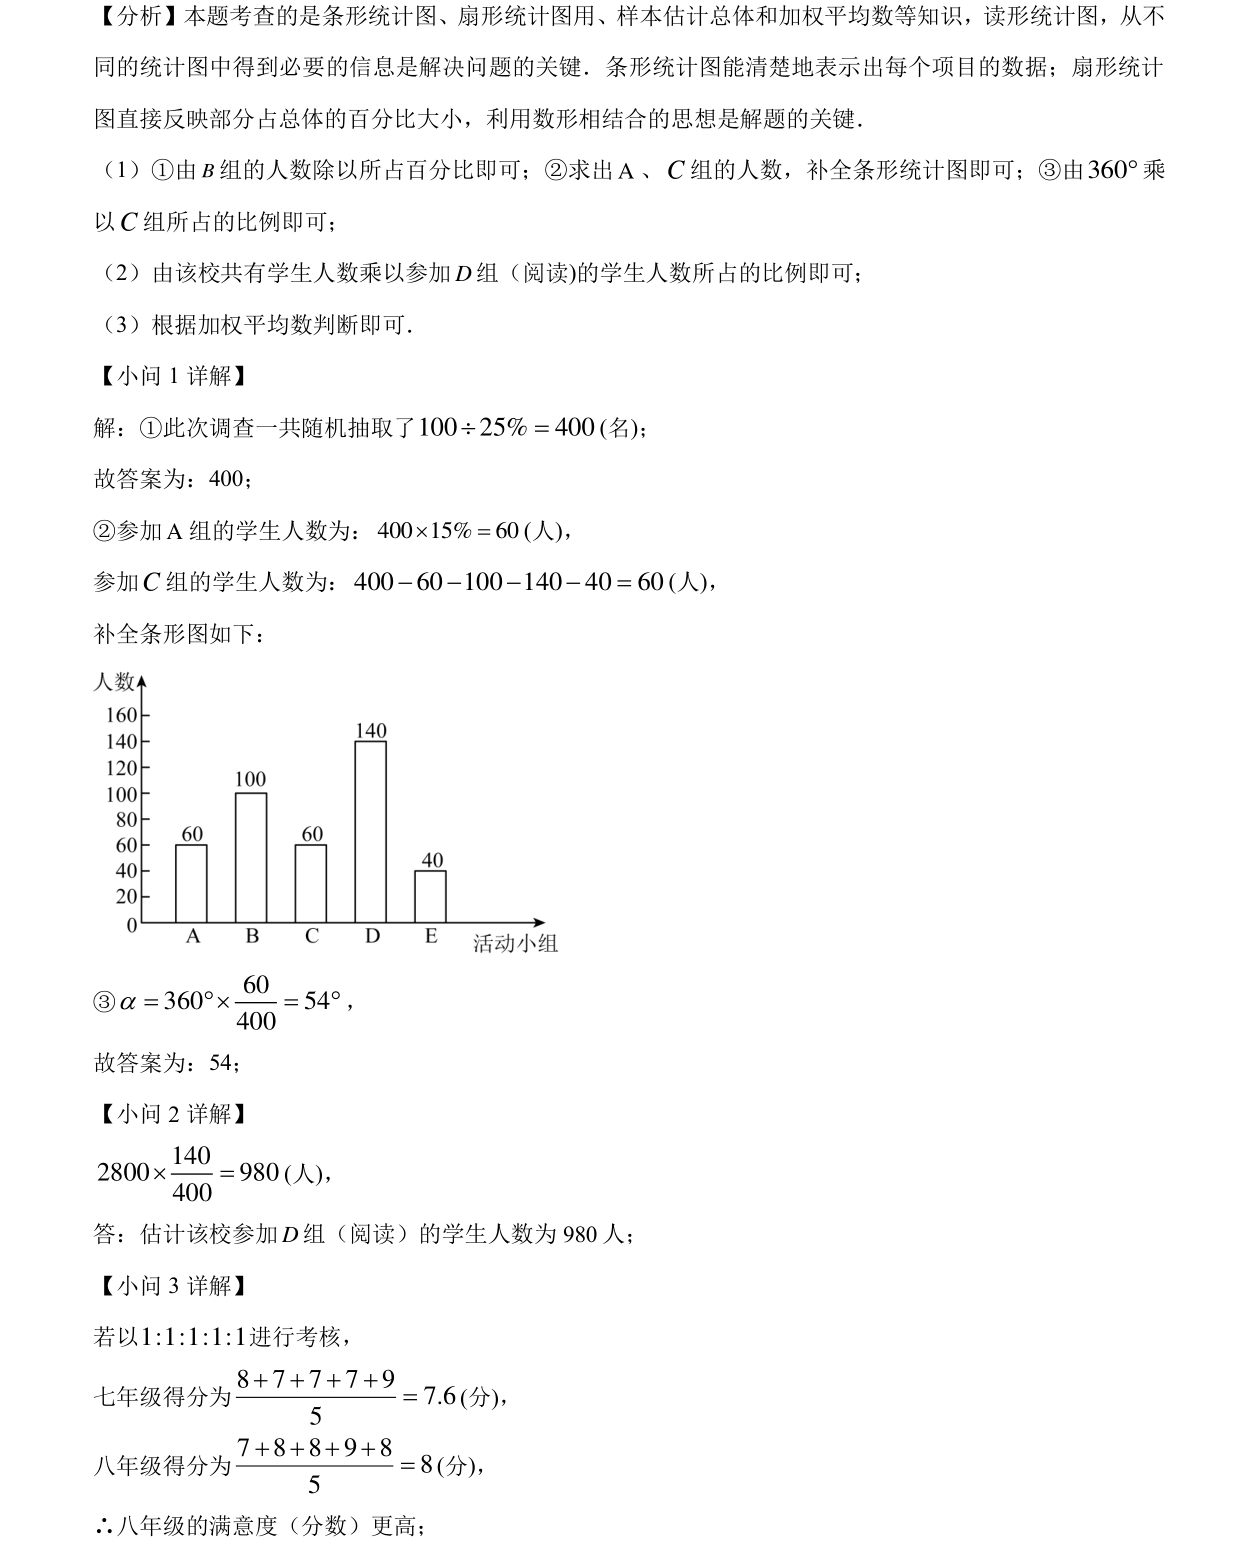 【分析】本题考查的是条形统计图、扇形统计图用、样本估计总体和加权平均数等知识，读形统计图，从不
同的统计图中得到必要的信息是解决问题的关键．条形统计图能清楚地表示出每个项目的数据；扇形统计
图直接反映部分占总体的百分比大小，利用数形相结合的思想是解题的关键．
（1）①由B组的人数除以所占百分比即可；②求出A、C组的人数，补全条形统计图即可；③由360°乘
以C组所占的比例即可；
（2）由该校共有学生人数乘以参加D组（阅读)的学生人数所占的比例即可；
（3）根据加权平均数判断即可．
【小问 1 详解】
解：①此次调查一共随机抽取了100÷25%=400(名)；
故答案为：400；
②参加A组的学生人数为：400×15%=60(人)，
参加C组的学生人数为：400−60−100−140−40=60(人)，
补全条形图如下：
人数
160
140
120
100
80
60
40
20
0
60
100
60
140
40
A B C D E
活动小组
③α=360°×60/400=54°，
故答案为：54；
【小问 2 详解】
2800×140/400=980(人)，
答：估计该校参加D组（阅读）的学生人数为 980 人；
【小问 3 详解】
若以1:1:1:1:1进行考核，
七年级得分为(8+7+7+7+9)/5=7.6(分)，
八年级得分为(7+8+8+9+8)/5=8(分)，
∴八年级的满意度（分数）更高；